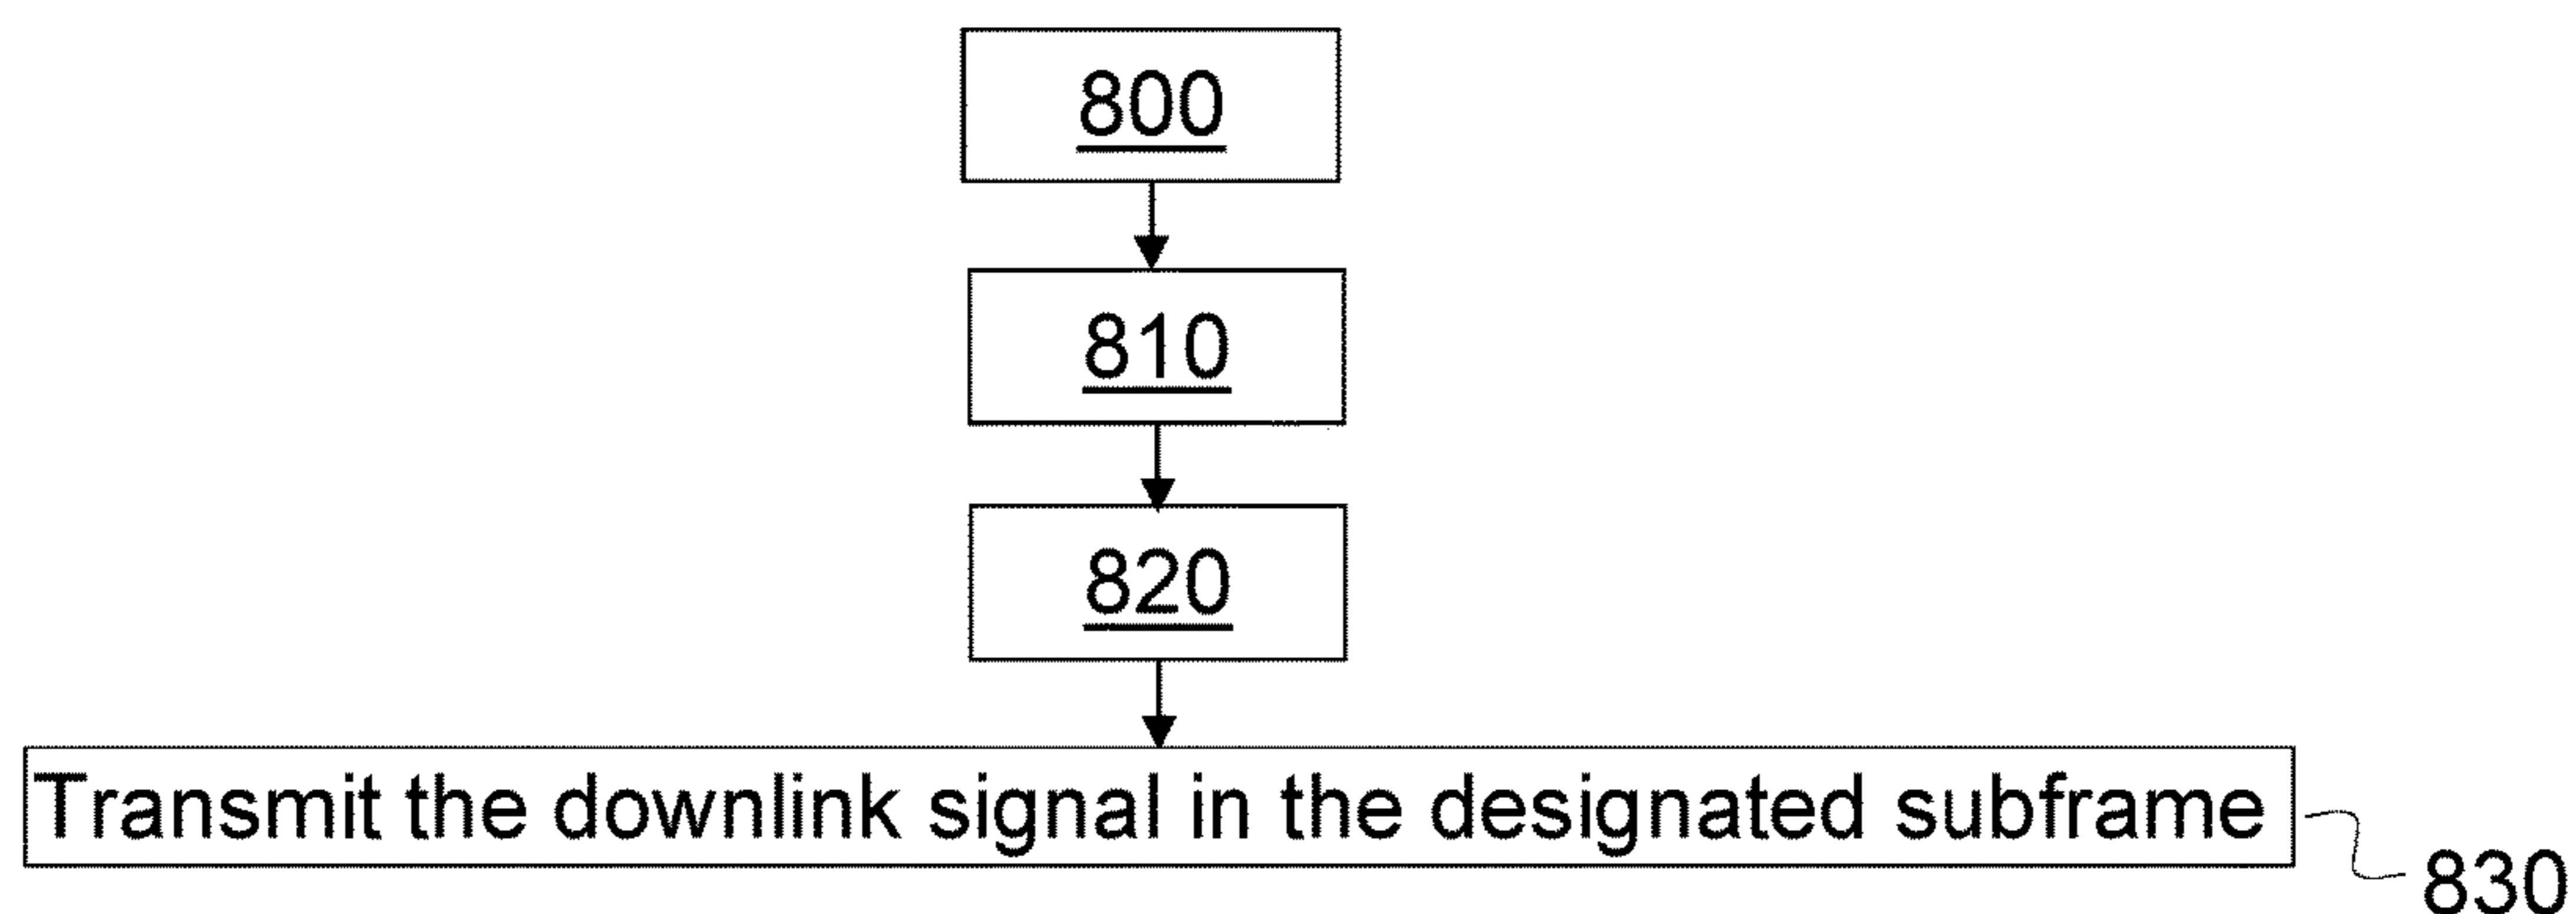 800
810
820
Transmit the downlink signal in the designated subframe
830